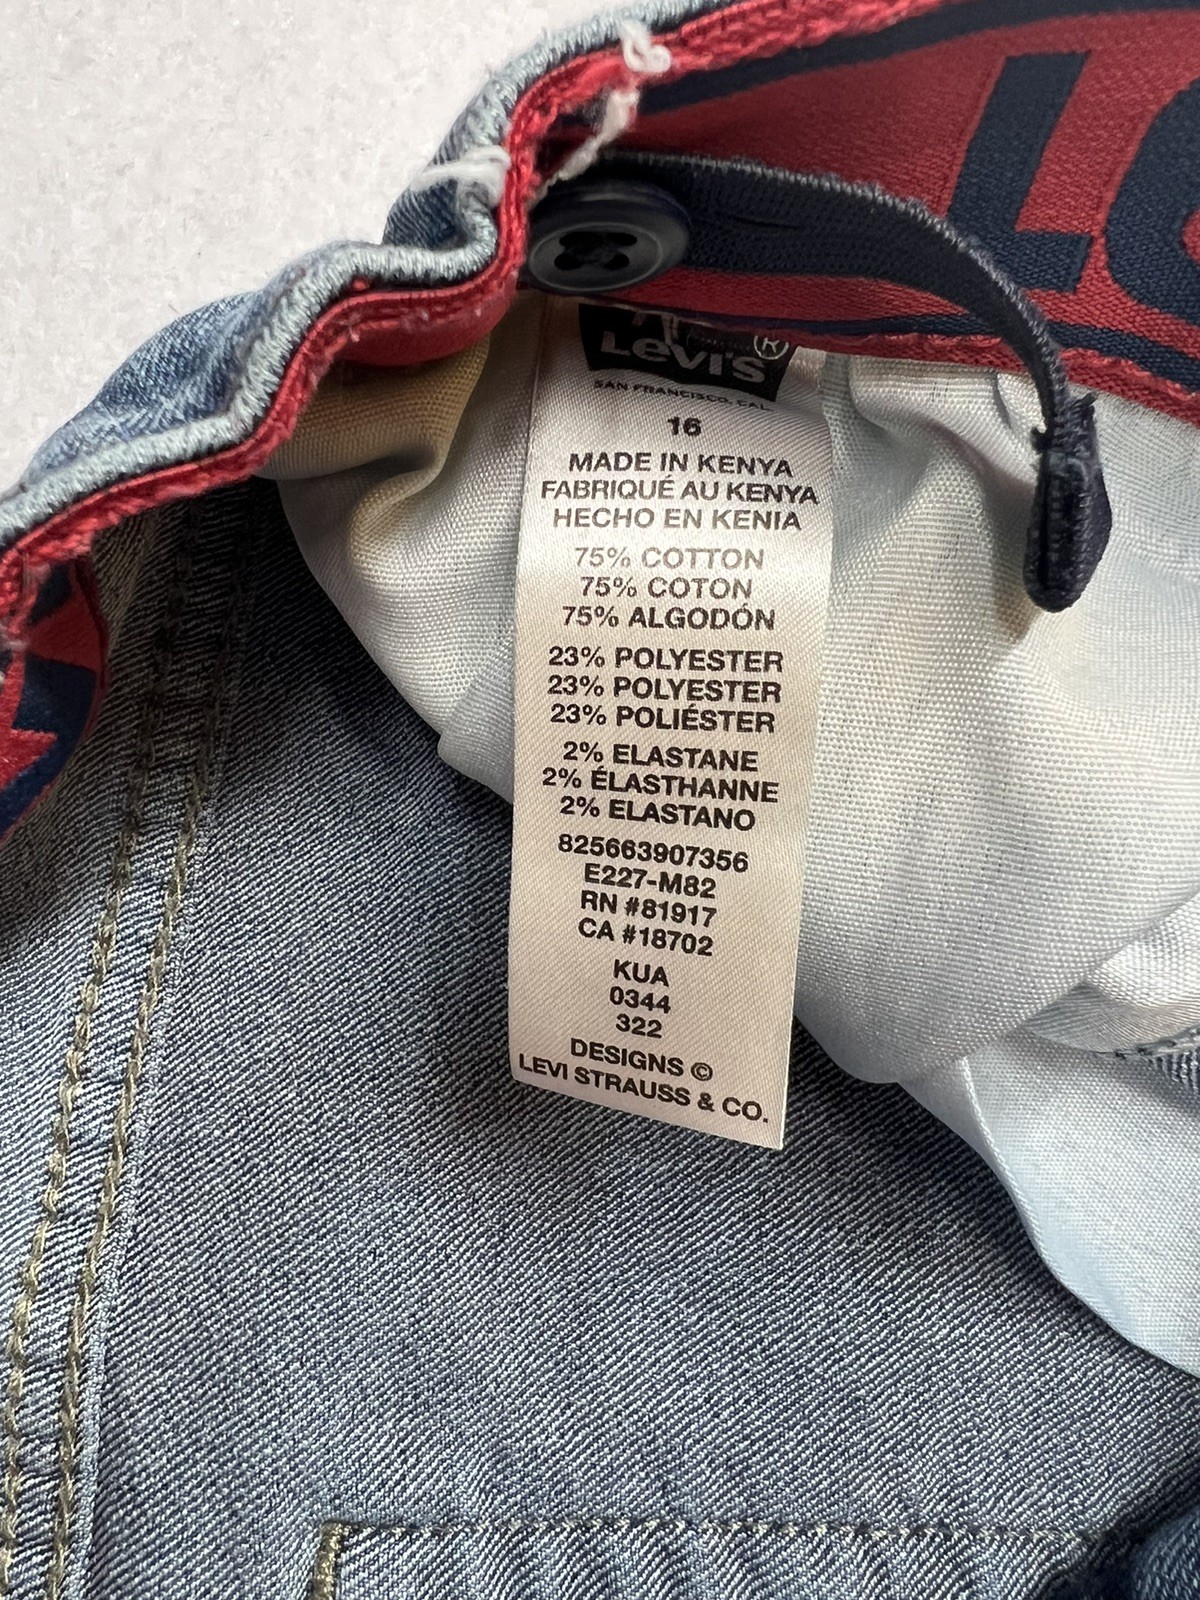 LEVI'S ®
SAN FRANCISCO, CAL.
16
MADE IN KENYA
FABRIQUÉ AU KENYA
HECHO EN KENIA
75% COTTON
75% COTON
75% ALGODÓN
23% POLYESTER
23% POLYESTER
23% POLIÉSTER
2% ELASTANE
2% ÉLASTHANNE
2% ELASTANO
825663907356
E227-M82
RN #81917
CA #18702
KUA
0344
322
DESIGNS ©
LEVI STRAUSS & CO.